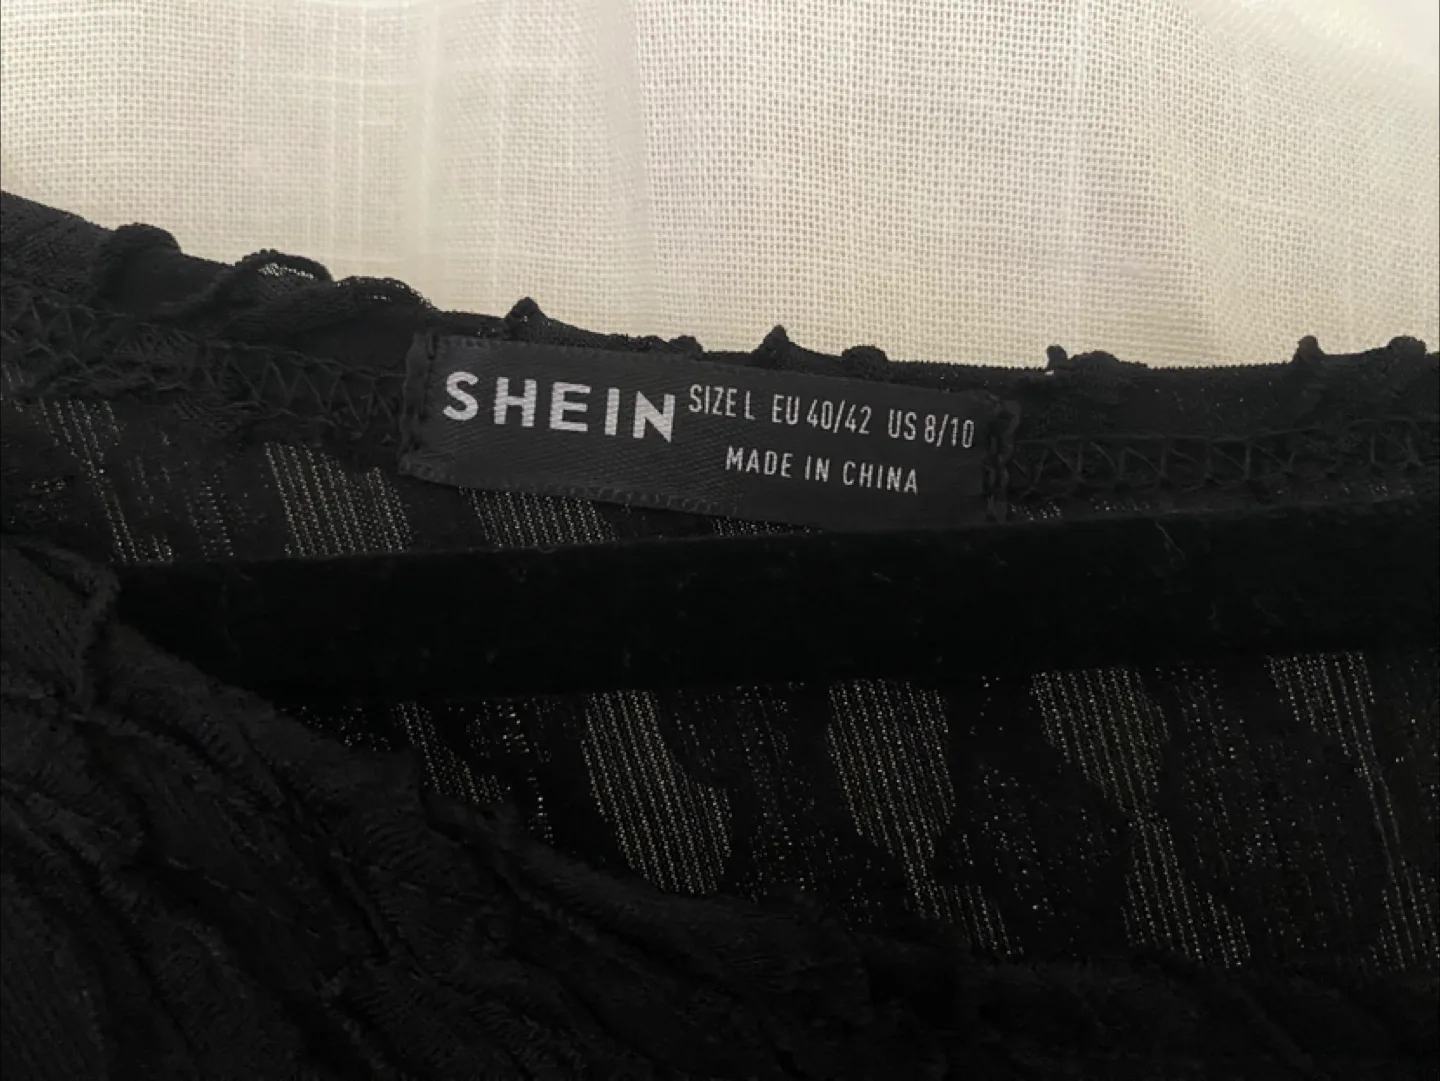 SHEIN SIZE L EU 40/42 US 8/10
MADE IN CHINA